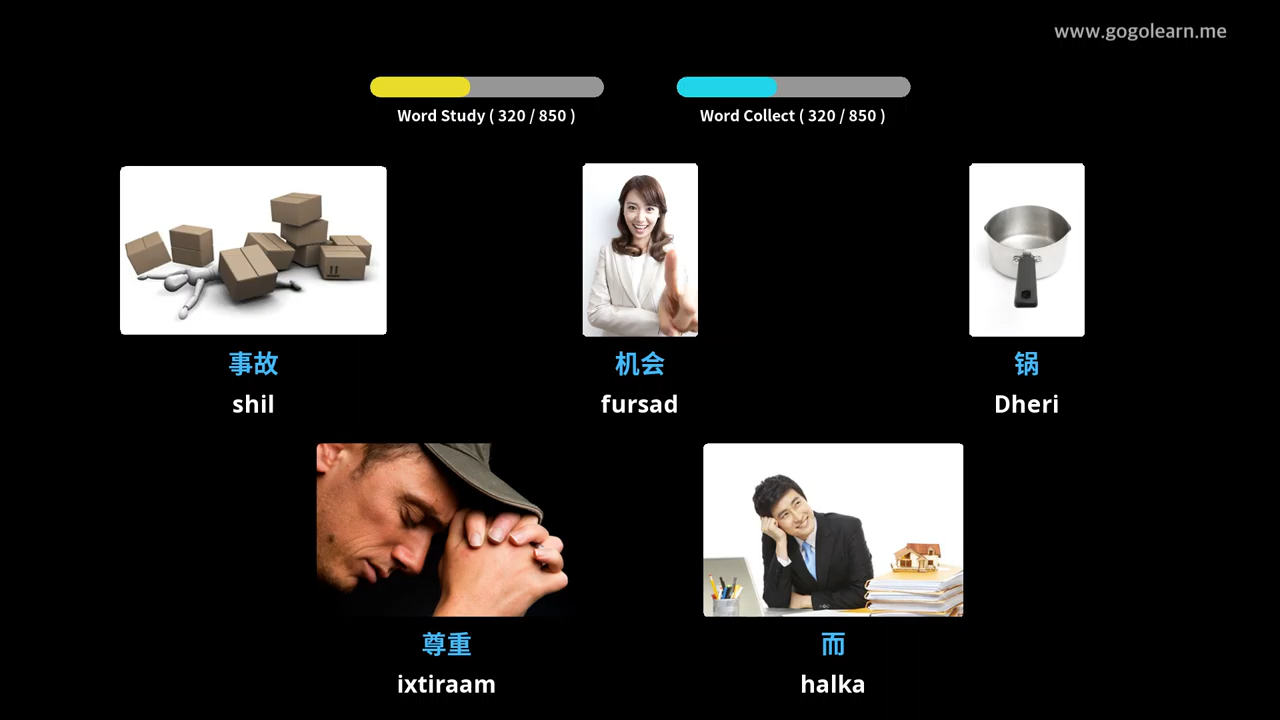 www.gogolearn.me
Word Study ( 320 / 850 )
Word Collect ( 320 / 850 )
事故
shil
机会
fursad
锅
Dheri
尊重
ixtiraam
而
halka